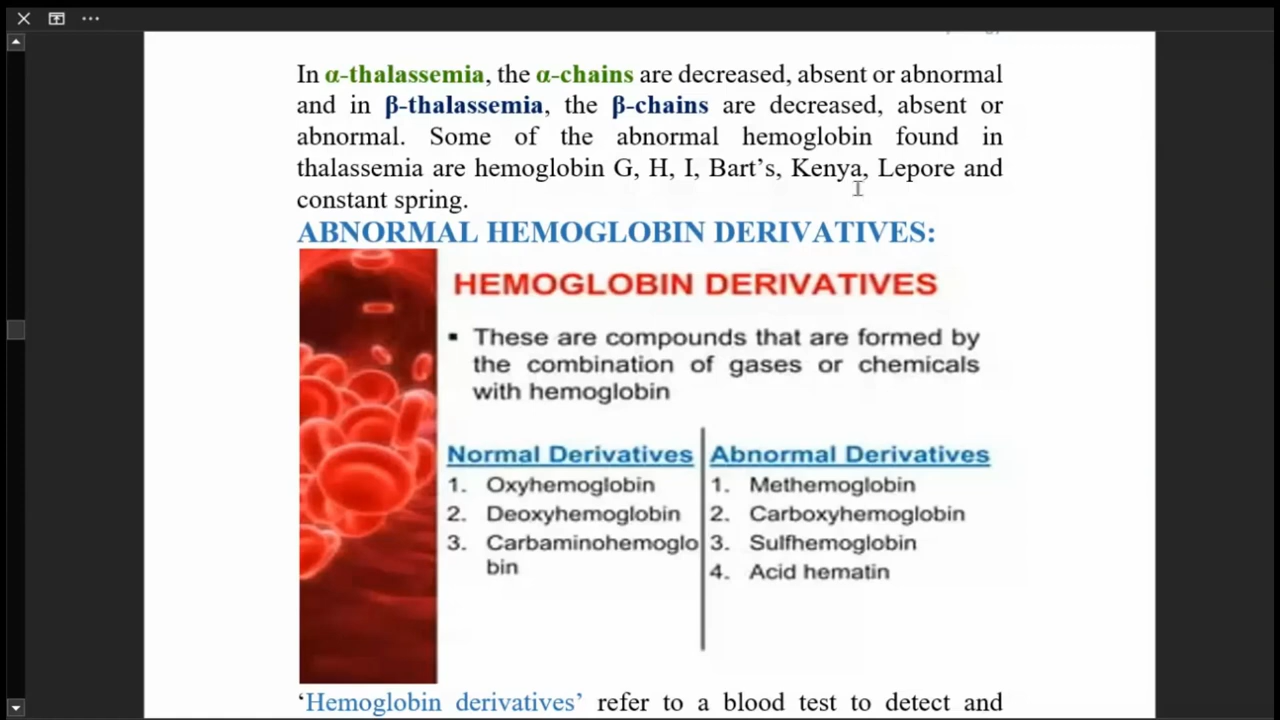 In α-thalassemia, the α-chains are decreased, absent or abnormal
and in β-thalassemia, the β-chains are decreased, absent or
abnormal. Some of the abnormal hemoglobin found in
thalassemia are hemoglobin G, H, I, Bart’s, Kenya, Lepore and
constant spring.
ABNORMAL HEMOGLOBIN DERIVATIVES:
HEMOGLOBIN DERIVATIVES
▪ These are compounds that are formed by
the combination of gases or chemicals
with hemoglobin
Normal Derivatives
1. Oxyhemoglobin
2. Deoxyhemoglobin
3. Carbaminohemoglo
bin
Abnormal Derivatives
1. Methemoglobin
2. Carboxyhemoglobin
3. Sulfhemoglobin
4. Acid hematin
‘Hemoglobin derivatives’ refer to a blood test to detect and